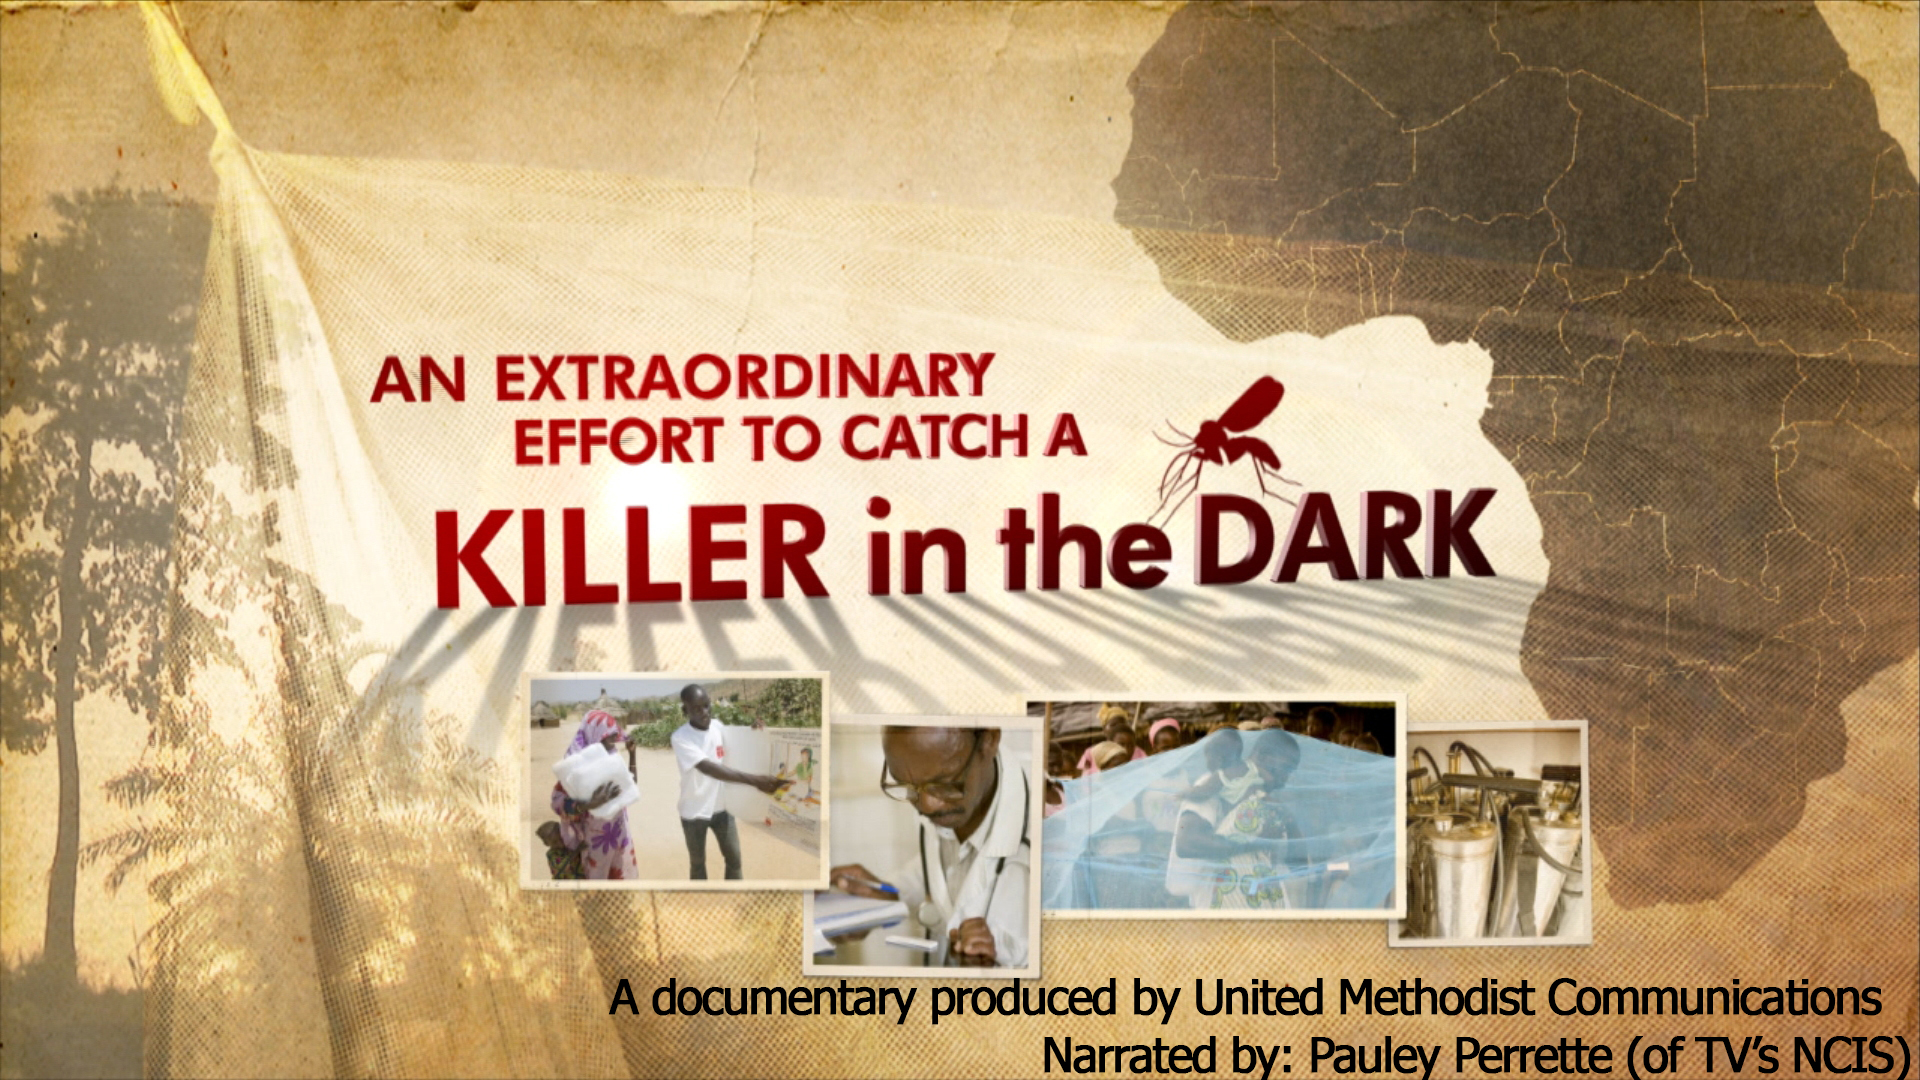 AN EXTRAORDINARY
EFFORT TO CATCH A
KILLER in the DARK
A documentary produced by United Methodist Communications
Narrated by: Pauley Perrette (of TV's NCIS)